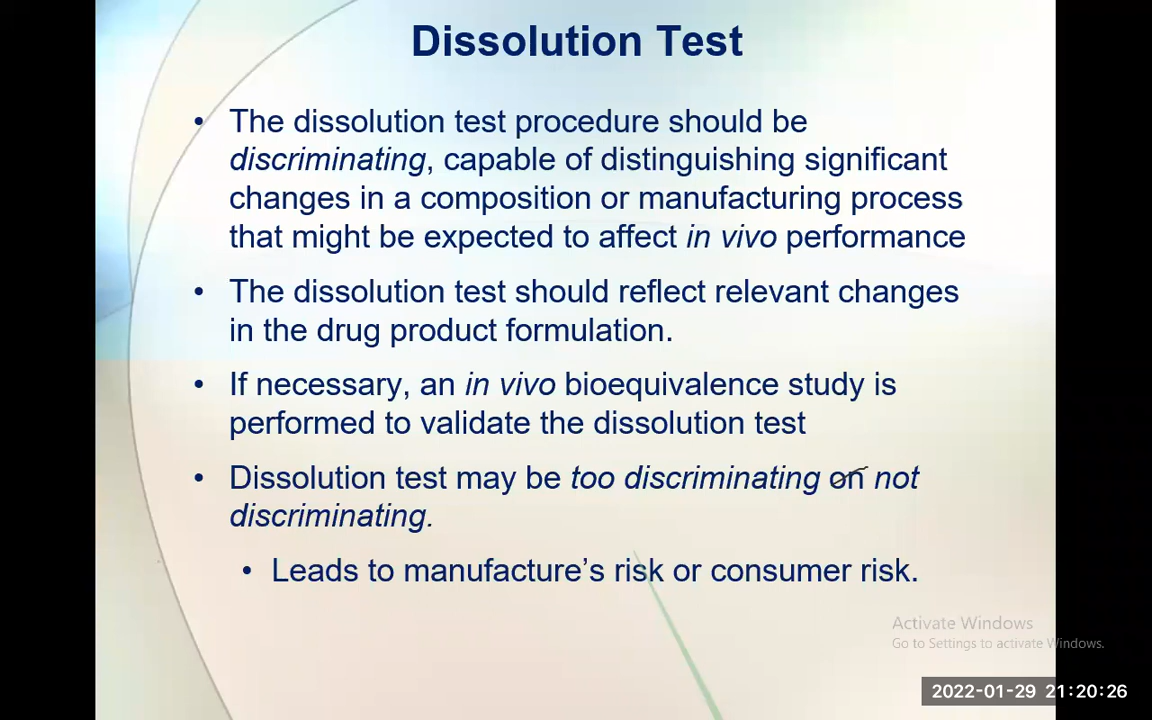 Dissolution Test
• The dissolution test procedure should be
discriminating, capable of distinguishing significant
changes in a composition or manufacturing process
that might be expected to affect in vivo performance
• The dissolution test should reflect relevant changes
in the drug product formulation.
• If necessary, an in vivo bioequivalence study is
performed to validate the dissolution test
• Dissolution test may be too discriminating on not
discriminating.
• Leads to manufacture’s risk or consumer risk.
Activate Windows
Go to Settings to activate Windows.
2022-01-29 21:20:26